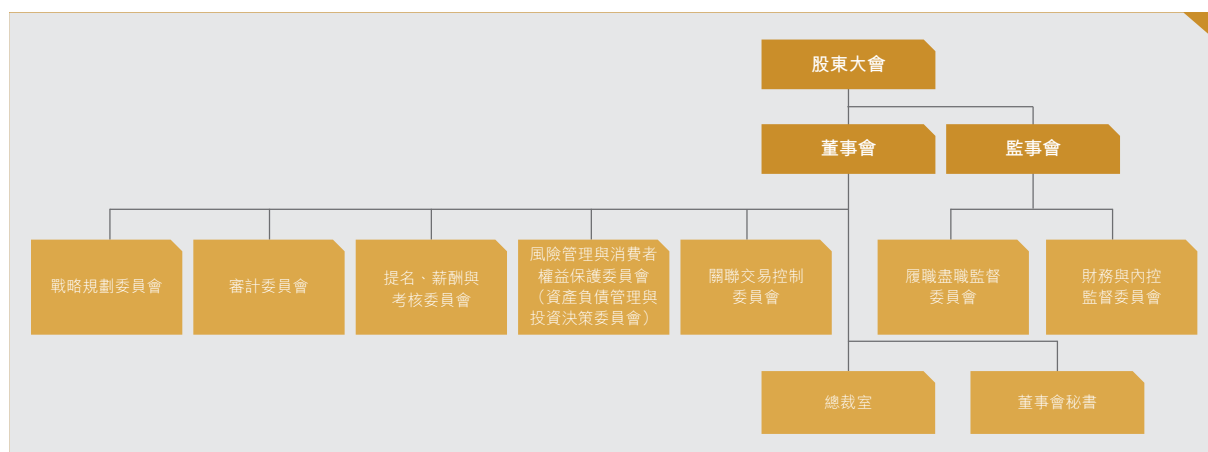 股東大會
董事會
監事會
戰略規劃委員會
審計委員會
提名、薪酬與
考核委員會
風險管理與消費者
權益保護委員會
（資產負債管理與
投資決策委員會）
關聯交易控制
委員會
履職盡職監督
委員會
財務與內控
監督委員會
總裁室
董事會秘書